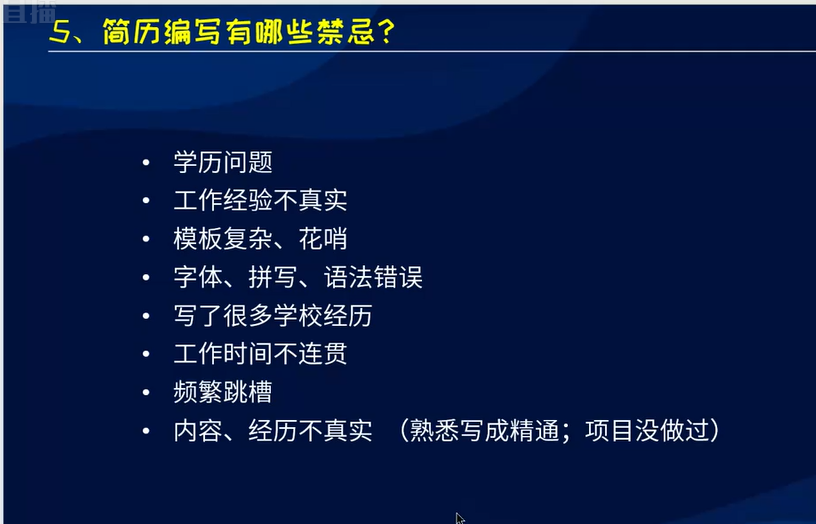 直播
5、简历编写有哪些禁忌？
• 学历问题
• 工作经验不真实
• 模板复杂、花哨
• 字体、拼写、语法错误
• 写了很多学校经历
• 工作时间不连贯
• 频繁跳槽
• 内容、经历不真实 （熟悉写成精通；项目没做过）